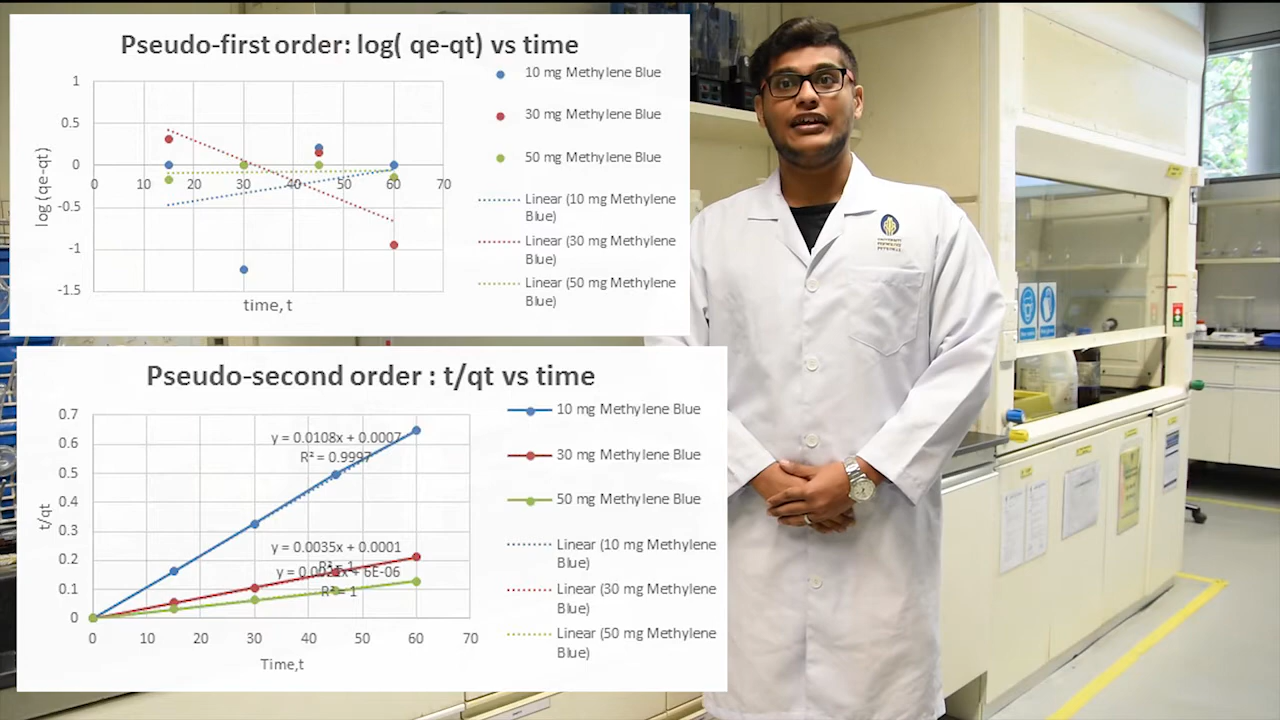 Pseudo-first order: log( qe-qt) vs time
1
0.5
0
-0.5
-1
-1.5
0 10 20 30 40 50 60 70
log (qe-qt)
time, t
10 mg Methylene Blue
30 mg Methylene Blue
50 mg Methylene Blue
Linear (10 mg Methylene
Blue)
Linear (30 mg Methylene
Blue)
Linear (50 mg Methylene
Blue)
Pseudo-second order : t/qt vs time
0.7
0.6
0.5
0.4
0.3
0.2
0.1
0
0 10 20 30 40 50 60 70
t/qt
Time,t
y = 0.0108x + 0.0007
R² = 0.9997
y = 0.0035x + 0.0001
R² = 1
R² = 1
10 mg Methylene Blue
30 mg Methylene Blue
50 mg Methylene Blue
Linear (10 mg Methylene
Blue)
Linear (30 mg Methylene
Blue)
Linear (50 mg Methylene
Blue)